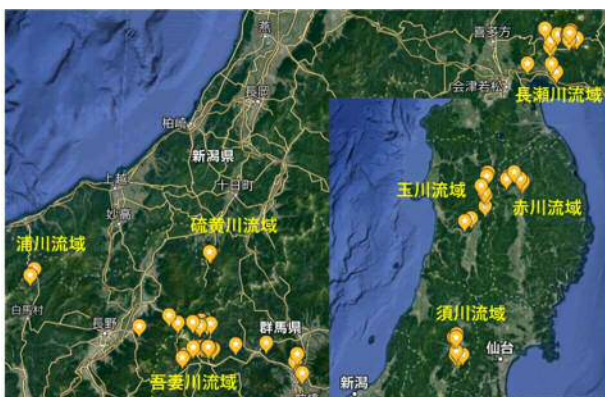 燕
喜多方
長岡
会津若松
長瀬川流域
柏崎
新潟県
上越
十日町
玉川流域
赤川流域
妙高
浦川流域
硫黄川流域
白馬村
長野
群馬県
須川流域
仙台
吾妻川流域
新潟